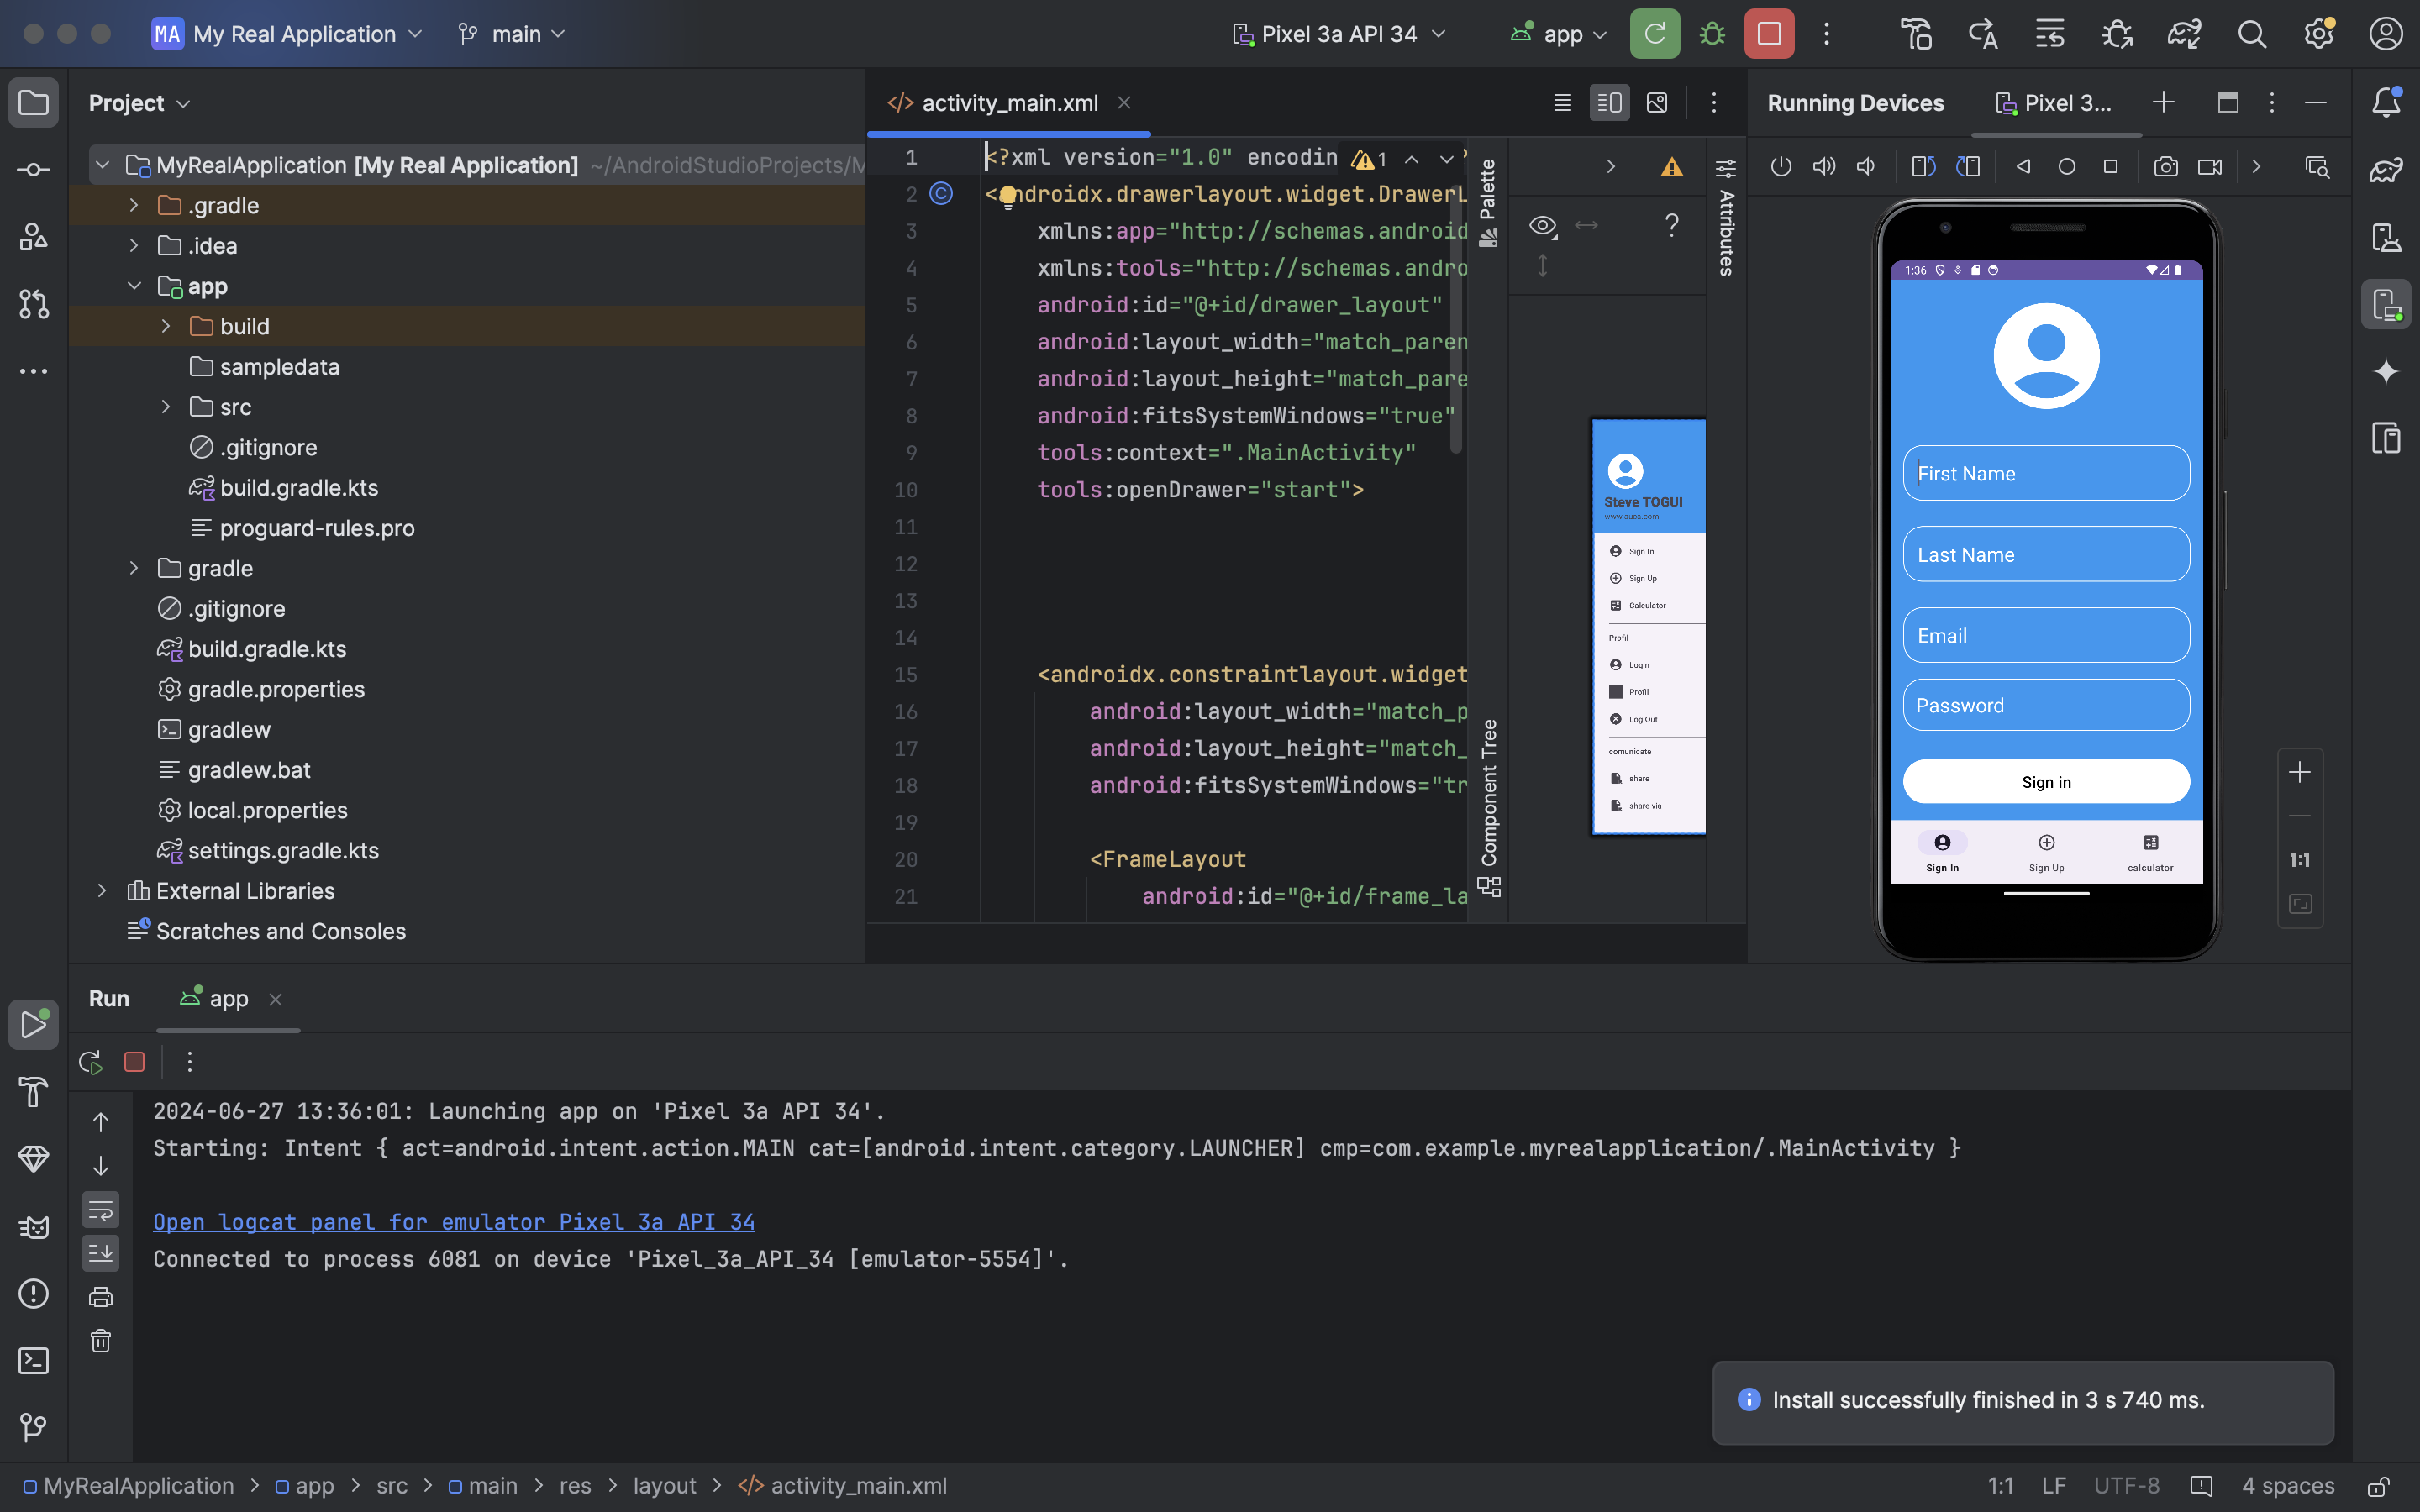 MA My Real Application
main
Pixel 3a API 34
app
Project
MyRealApplication [My Real Application] ~/AndroidStudioProjects/M
.gradle
.idea
app
build
sampledata
src
.gitignore
build.gradle.kts
proguard-rules.pro
gradle
.gitignore
build.gradle.kts
gradle.properties
gradlew
gradlew.bat
local.properties
settings.gradle.kts
External Libraries
Scratches and Consoles
activity_main.xml
1 <?xml version="1.0" encodin
1
2 <androidx.drawerlayout.widget.DrawerL
3 xmlns:app="http://schemas.android
4 xmlns:tools="http://schemas.andro
5 android:id="@+id/drawer_layout"
6 android:layout_width="match_paren
7 android:layout_height="match_pare
8 android:fitsSystemWindows="true"
9 tools:context=".MainActivity"
10 tools:openDrawer="start">
11
12
13
14
15 <androidx.constraintlayout.widget
16 android:layout_width="match_p
17 android:layout_height="match_
18 android:fitsSystemWindows="tr
19
20 <FrameLayout
21 android:id="@+id/frame_la
Palette
Component Tree
Attributes
Steve TOGUI
www.auca.com
Sign In
Sign Up
Calculator
Profil
Login
Profil
Log Out
comunicate
share
share via
Running Devices
Pixel 3...
1:36
First Name
Last Name
Email
Password
Sign in
Sign In
Sign Up
calculator
1:1
Run
app
2024-06-27 13:36:01: Launching app on 'Pixel 3a API 34'.
Starting: Intent { act=android.intent.action.MAIN cat=[android.intent.category.LAUNCHER] cmp=com.example.myrealapplication/.MainActivity }
Open logcat panel for emulator Pixel 3a API 34
Connected to process 6081 on device 'Pixel_3a_API_34 [emulator-5554]'.
Install successfully finished in 3 s 740 ms.
MyRealApplication > app > src > main > res > layout > activity_main.xml
1:1 LF UTF-8 4 spaces